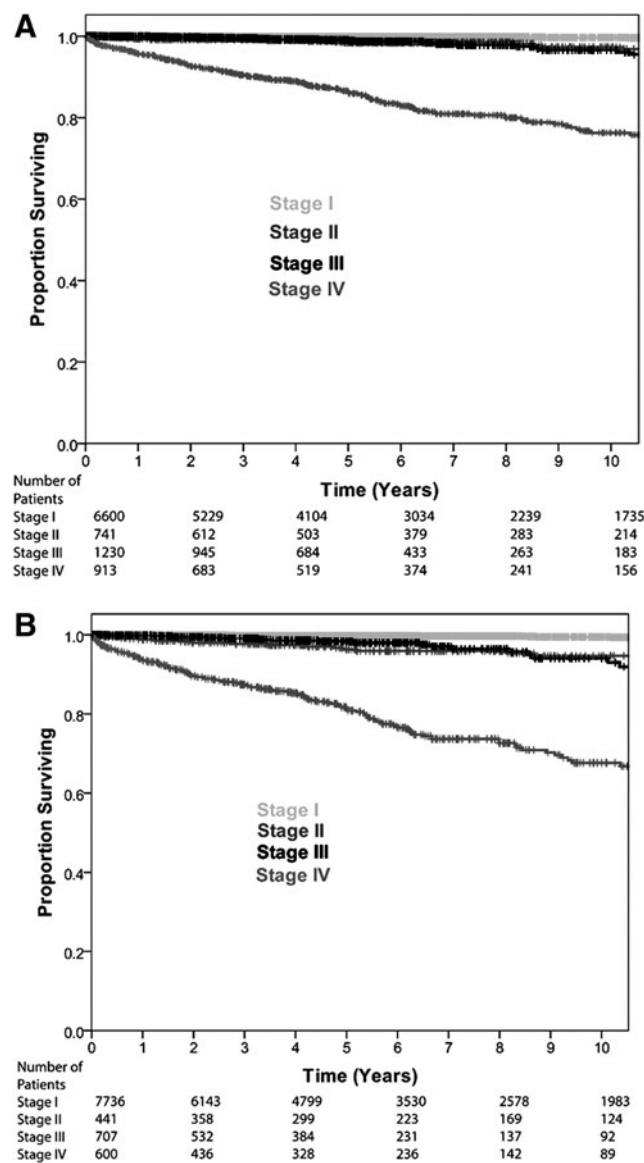 A
1.0
0.8
0.6
0.4
0.2
0.0
Proportion Surviving
Stage I
Stage II
Stage III
Stage IV
0 1 2 3 4 5 6 7 8 9 10
Time (Years)
Number of
Patients
Stage I 6600 5229 4104 3034 2239 1735
Stage II 741 612 503 379 283 214
Stage III 1230 945 684 433 263 183
Stage IV 913 683 519 374 241 156
B
1.0
0.8
0.6
0.4
0.2
0.0
Proportion Surviving
Stage I
Stage II
Stage III
Stage IV
0 1 2 3 4 5 6 7 8 9 10
Time (Years)
Number of
Patients
Stage I 7736 6143 4799 3530 2578 1983
Stage II 441 358 299 223 169 124
Stage III 707 532 384 231 137 92
Stage IV 600 436 328 236 142 89